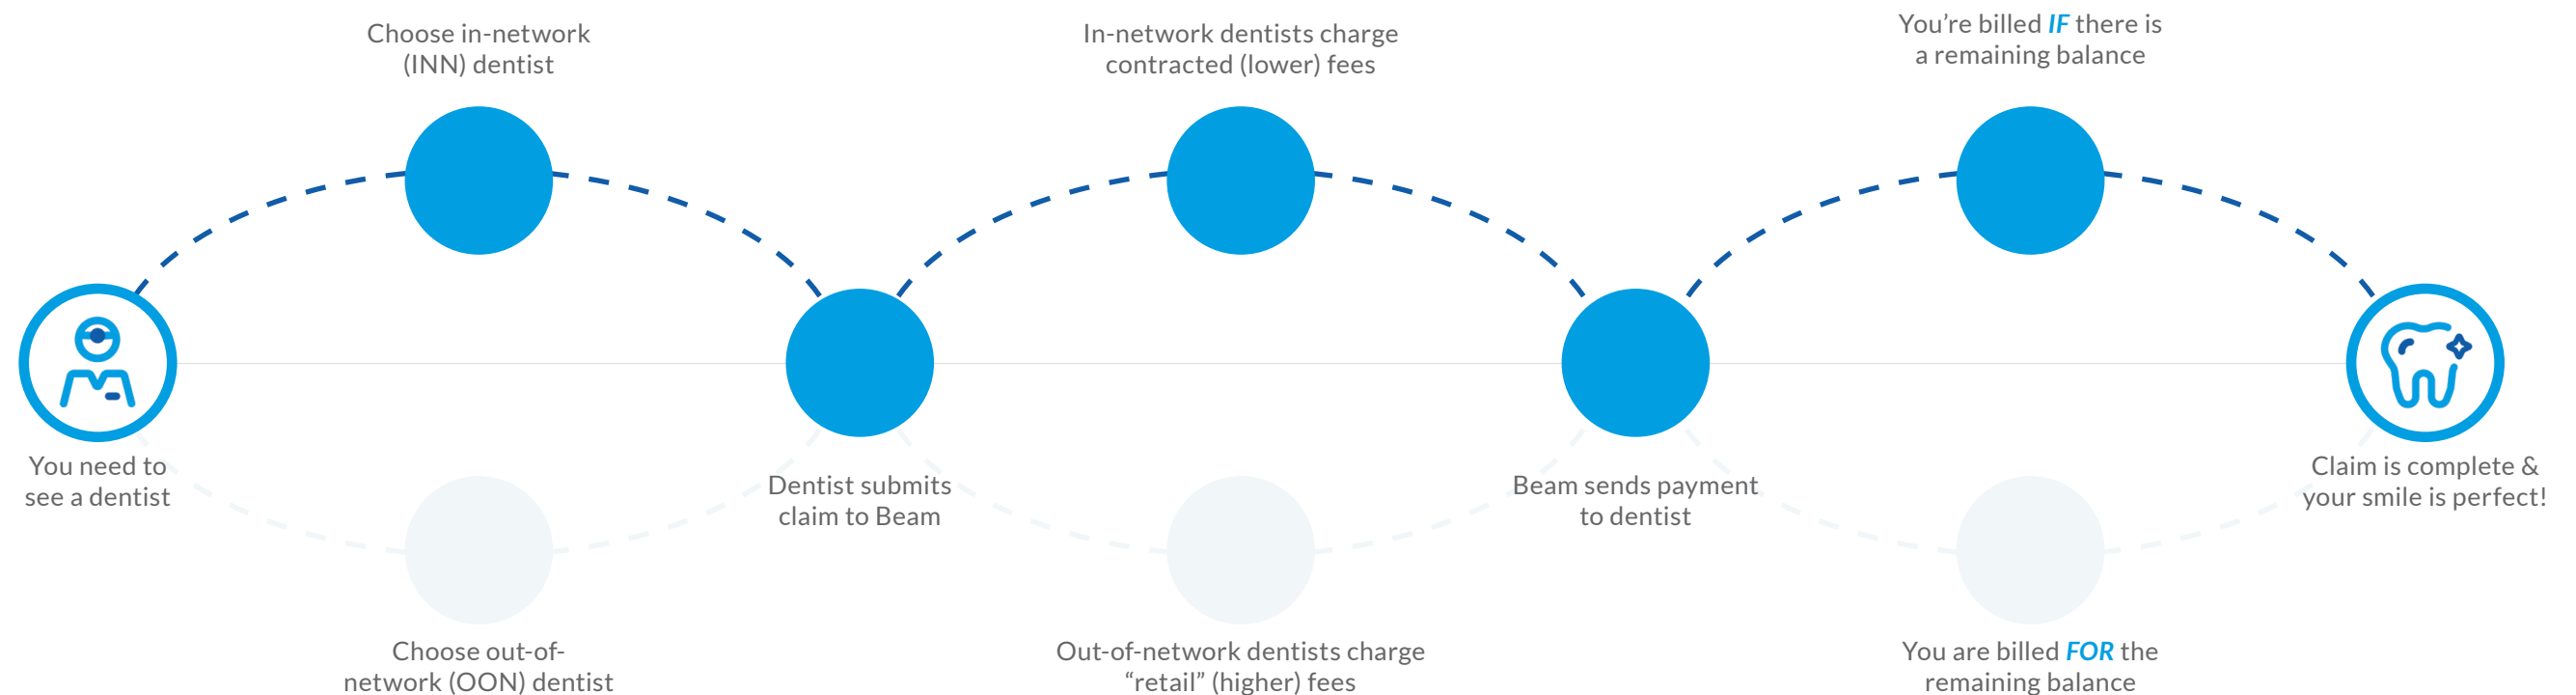 Choose in-network
(INN) dentist
In-network dentists charge
contracted (lower) fees
You’re billed IF there is
a remaining balance
You need to
see a dentist
Dentist submits
claim to Beam
Beam sends payment
to dentist
Claim is complete &
your smile is perfect!
Choose out-of-
network (OON) dentist
Out-of-network dentists charge
“retail” (higher) fees
You are billed FOR the
remaining balance